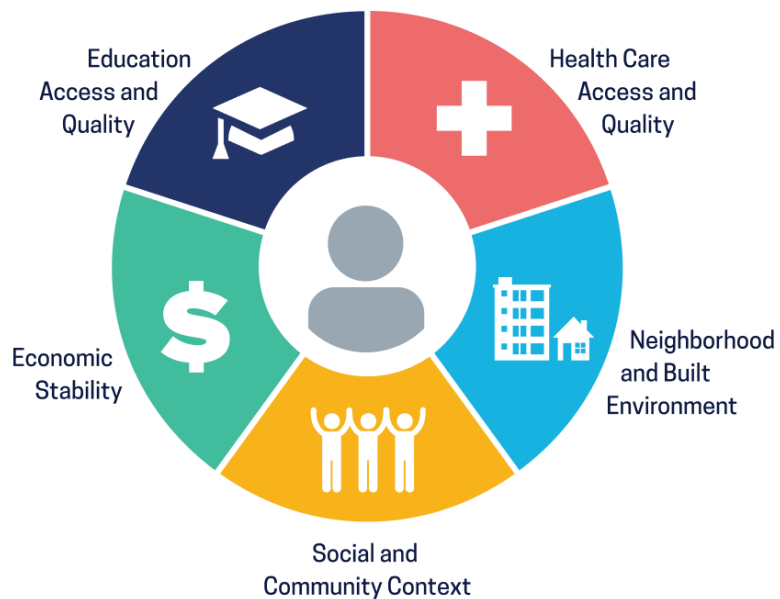 Education
Access and
Quality
Health Care
Access and
Quality
Economic
Stability
Neighborhood
and Built
Environment
Social and
Community Context